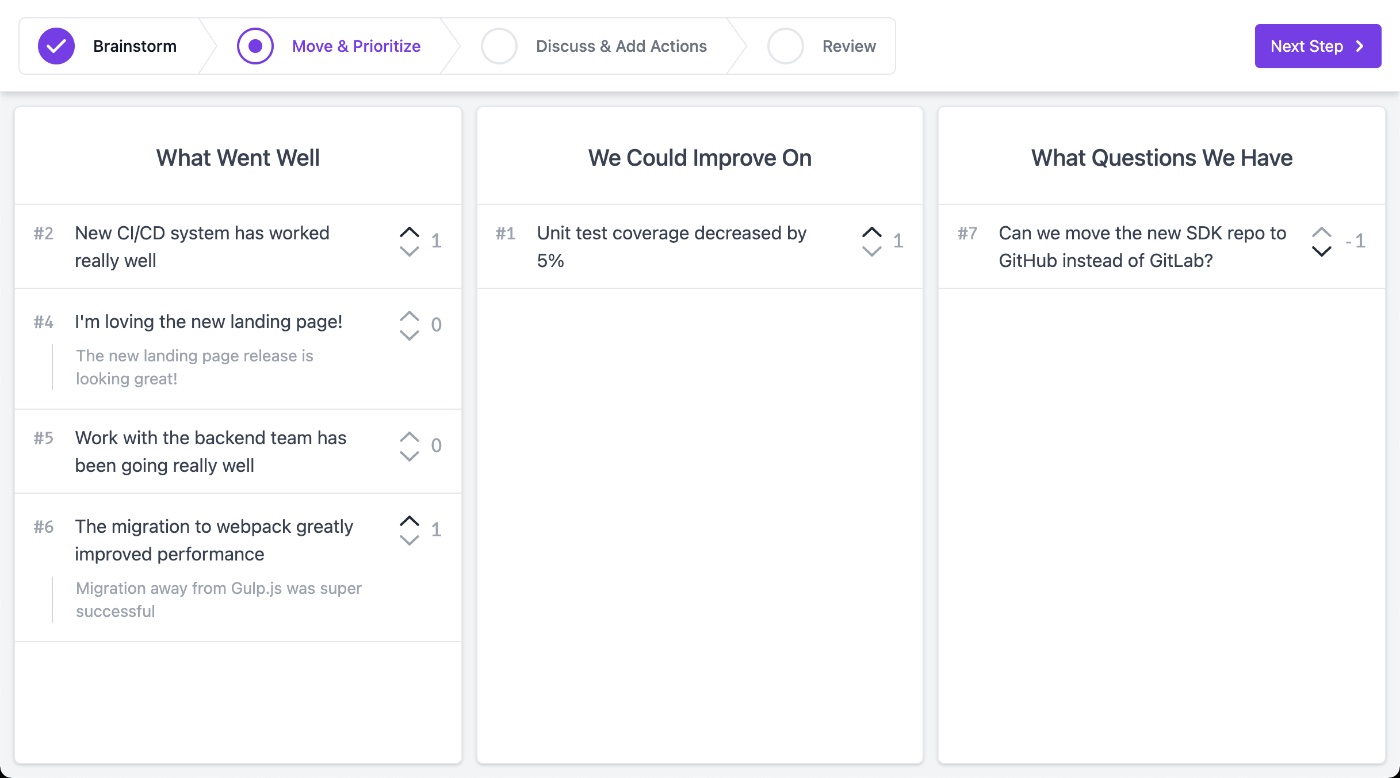 Brainstorm
Move & Prioritize
Discuss & Add Actions
Review
Next Step
What Went Well
#2 New CI/CD system has worked
really well
1
#4 I'm loving the new landing page!
0
The new landing page release is
looking great!
#5 Work with the backend team has
been going really well
0
#6 The migration to webpack greatly
improved performance
1
Migration away from Gulp.js was super
successful
We Could Improve On
#1 Unit test coverage decreased by
5%
1
What Questions We Have
#7 Can we move the new SDK repo to
GitHub instead of GitLab?
-1